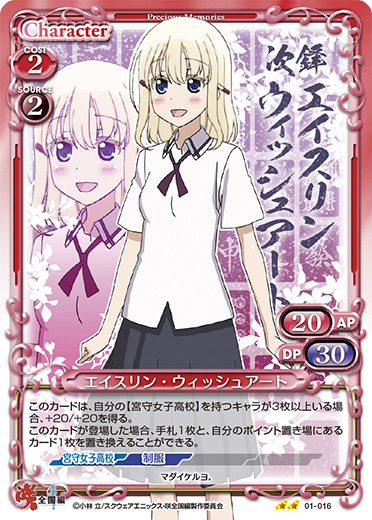 Precious Memories
Character
COST
2
SOURCE
2
次鋒
エイスリン
ウィッシュアート
20 AP
DP 30
エイスリン・ウィッシュアート
このカードは、自分の【宮守女子高校】を持つキャラが3枚以上いる場
合、+20/+20を得る。
このカードが登場した場合、手札1枚と、自分のポイント置き場にある
カード1枚を置き換えることができる。
宮守女子高校 制服
マダイケルヨ。
咲 全国編
©小林 立/スクウェアエニックス・咲全国編製作委員会
01-016